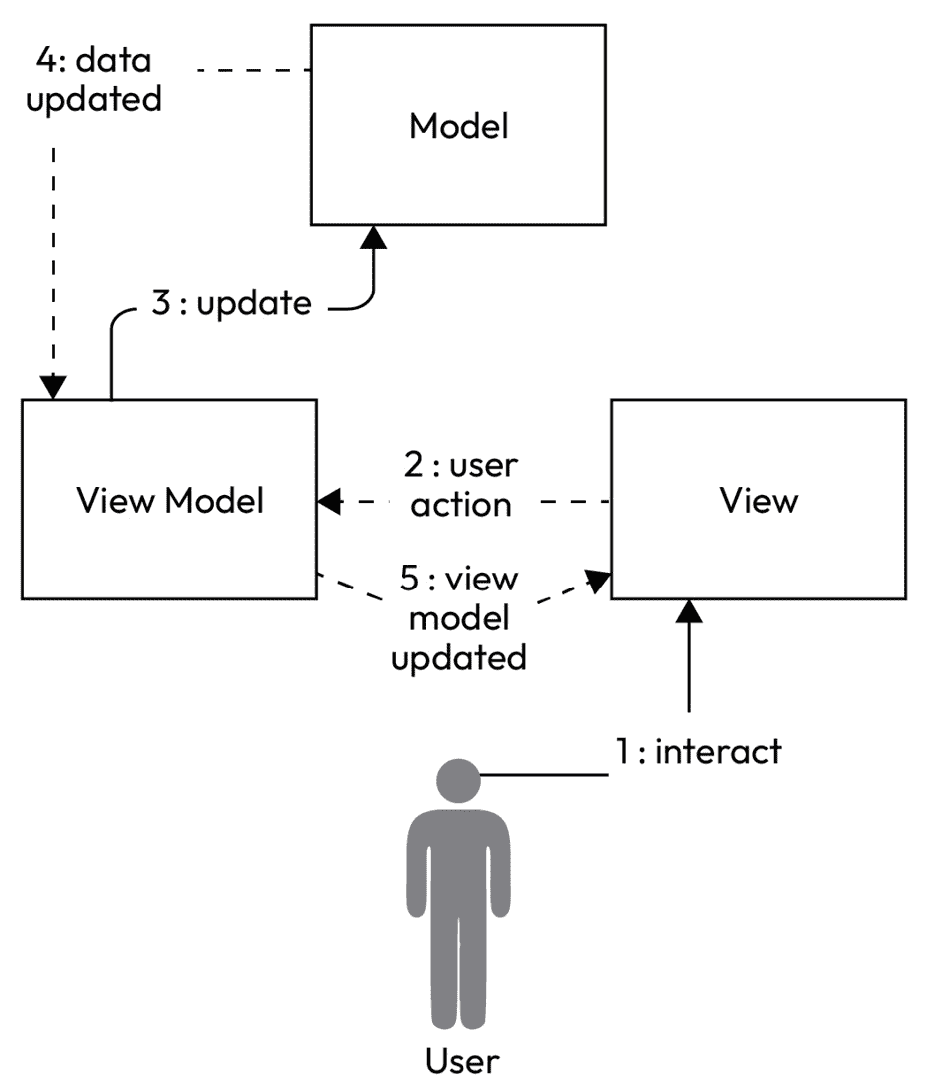 4: data
updated
Model
3 : update
View Model
2 : user
action
View
5 : view
model
updated
1 : interact
User